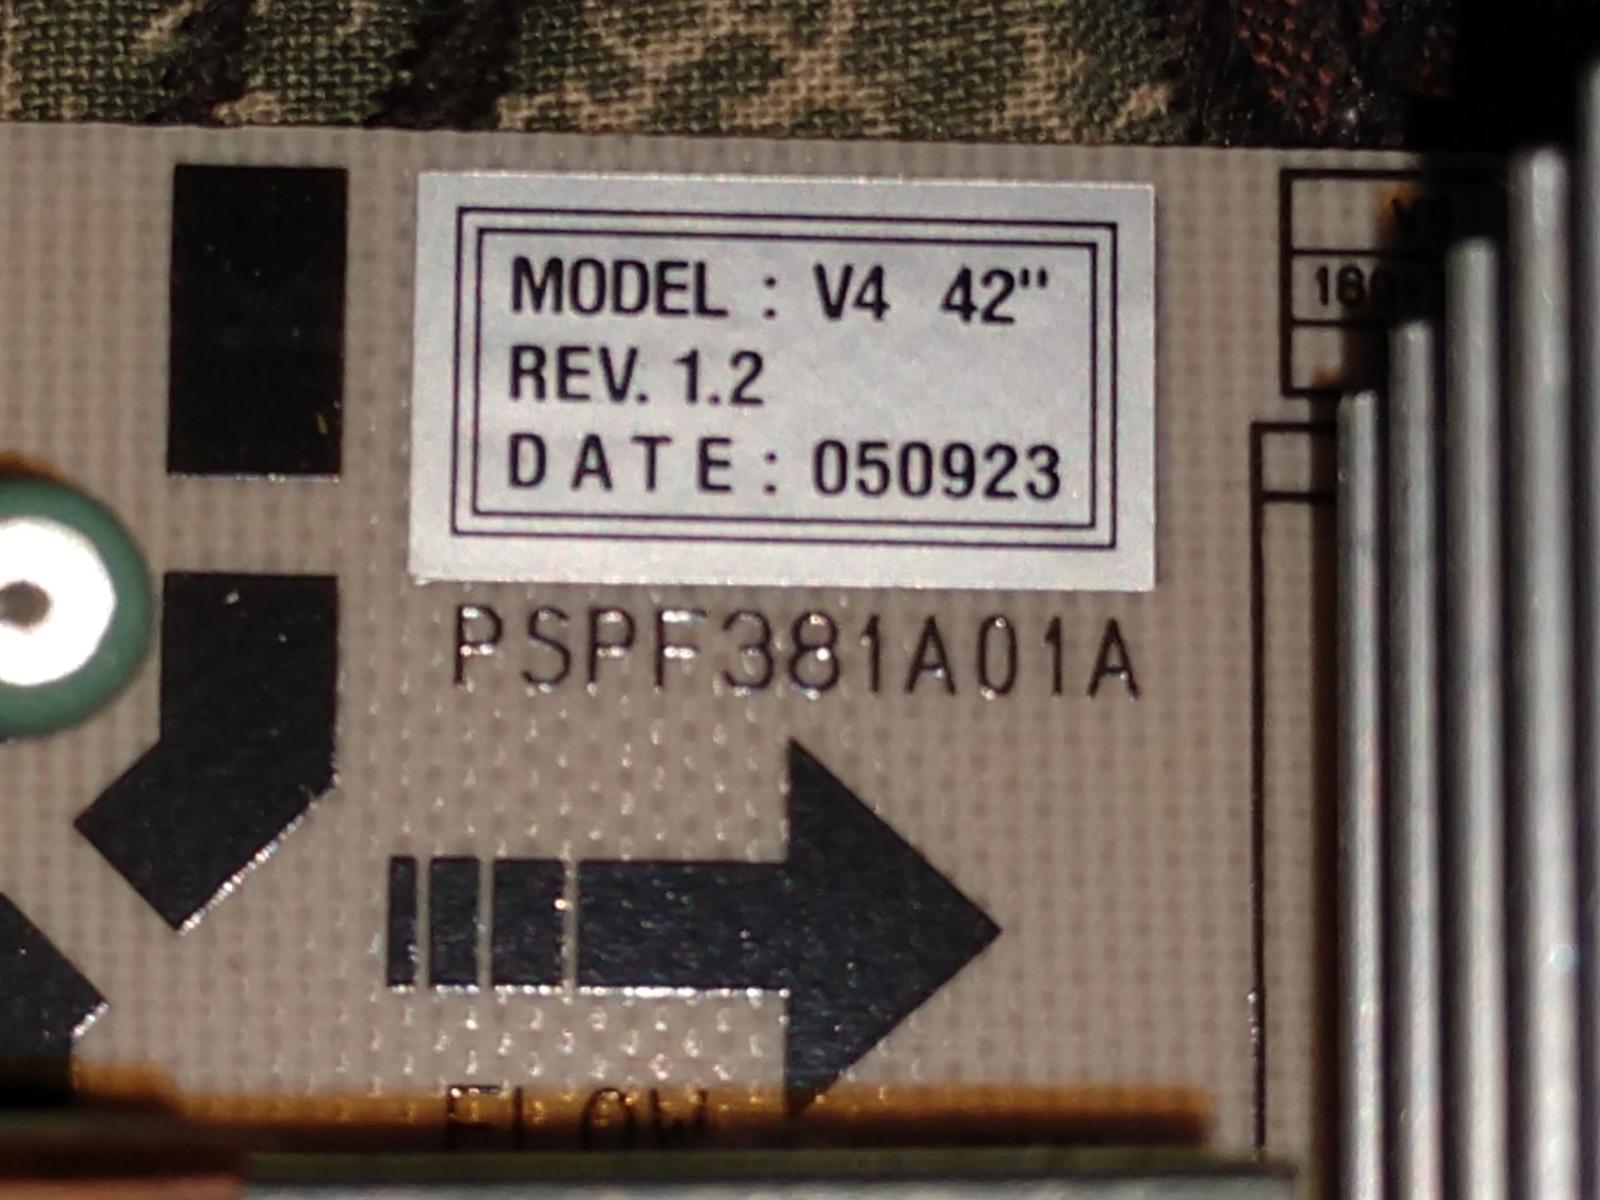 MODEL : V4 42"
REV. 1.2
DATE : 050923
PSPF381A01A
FLOW